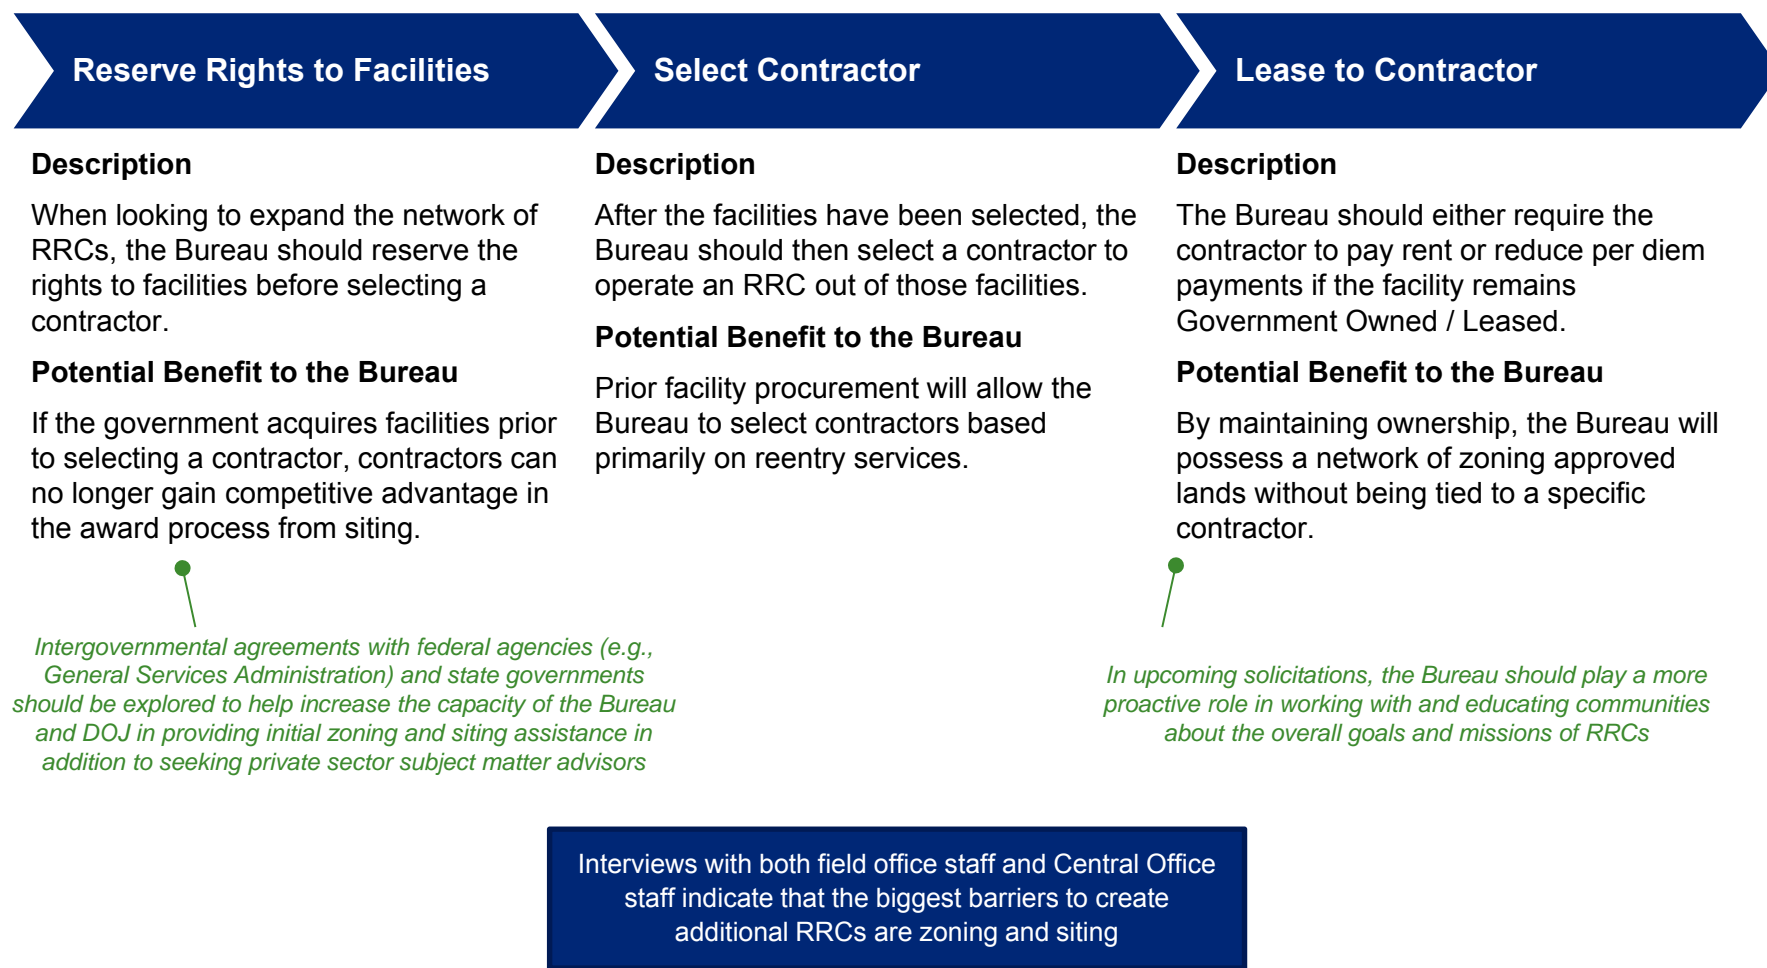 Reserve Rights to Facilities
Select Contractor
Lease to Contractor
Description
When looking to expand the network of
RRCs, the Bureau should reserve the
rights to facilities before selecting a
contractor.
Potential Benefit to the Bureau
If the government acquires facilities prior
to selecting a contractor, contractors can
no longer gain competitive advantage in
the award process from siting.
Intergovernmental agreements with federal agencies (e.g.,
General Services Administration) and state governments
should be explored to help increase the capacity of the Bureau
and DOJ in providing initial zoning and siting assistance in
addition to seeking private sector subject matter advisors
Description
After the facilities have been selected, the
Bureau should then select a contractor to
operate an RRC out of those facilities.
Potential Benefit to the Bureau
Prior facility procurement will allow the
Bureau to select contractors based
primarily on reentry services.
Description
The Bureau should either require the
contractor to pay rent or reduce per diem
payments if the facility remains
Government Owned / Leased.
Potential Benefit to the Bureau
By maintaining ownership, the Bureau will
possess a network of zoning approved
lands without being tied to a specific
contractor.
In upcoming solicitations, the Bureau should play a more
proactive role in working with and educating communities
about the overall goals and missions of RRCs
Interviews with both field office staff and Central Office
staff indicate that the biggest barriers to create
additional RRCs are zoning and siting